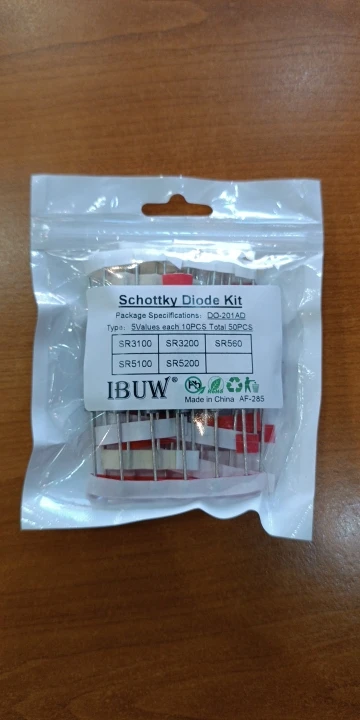 Schottky Diode Kit
Package Specifications: DO-201AD
Type: 5Values each 10PCS Total 50PCS
SR3100 SR3200 SR560
SR5100 SR5200
IBUW®
Made in China AF-285